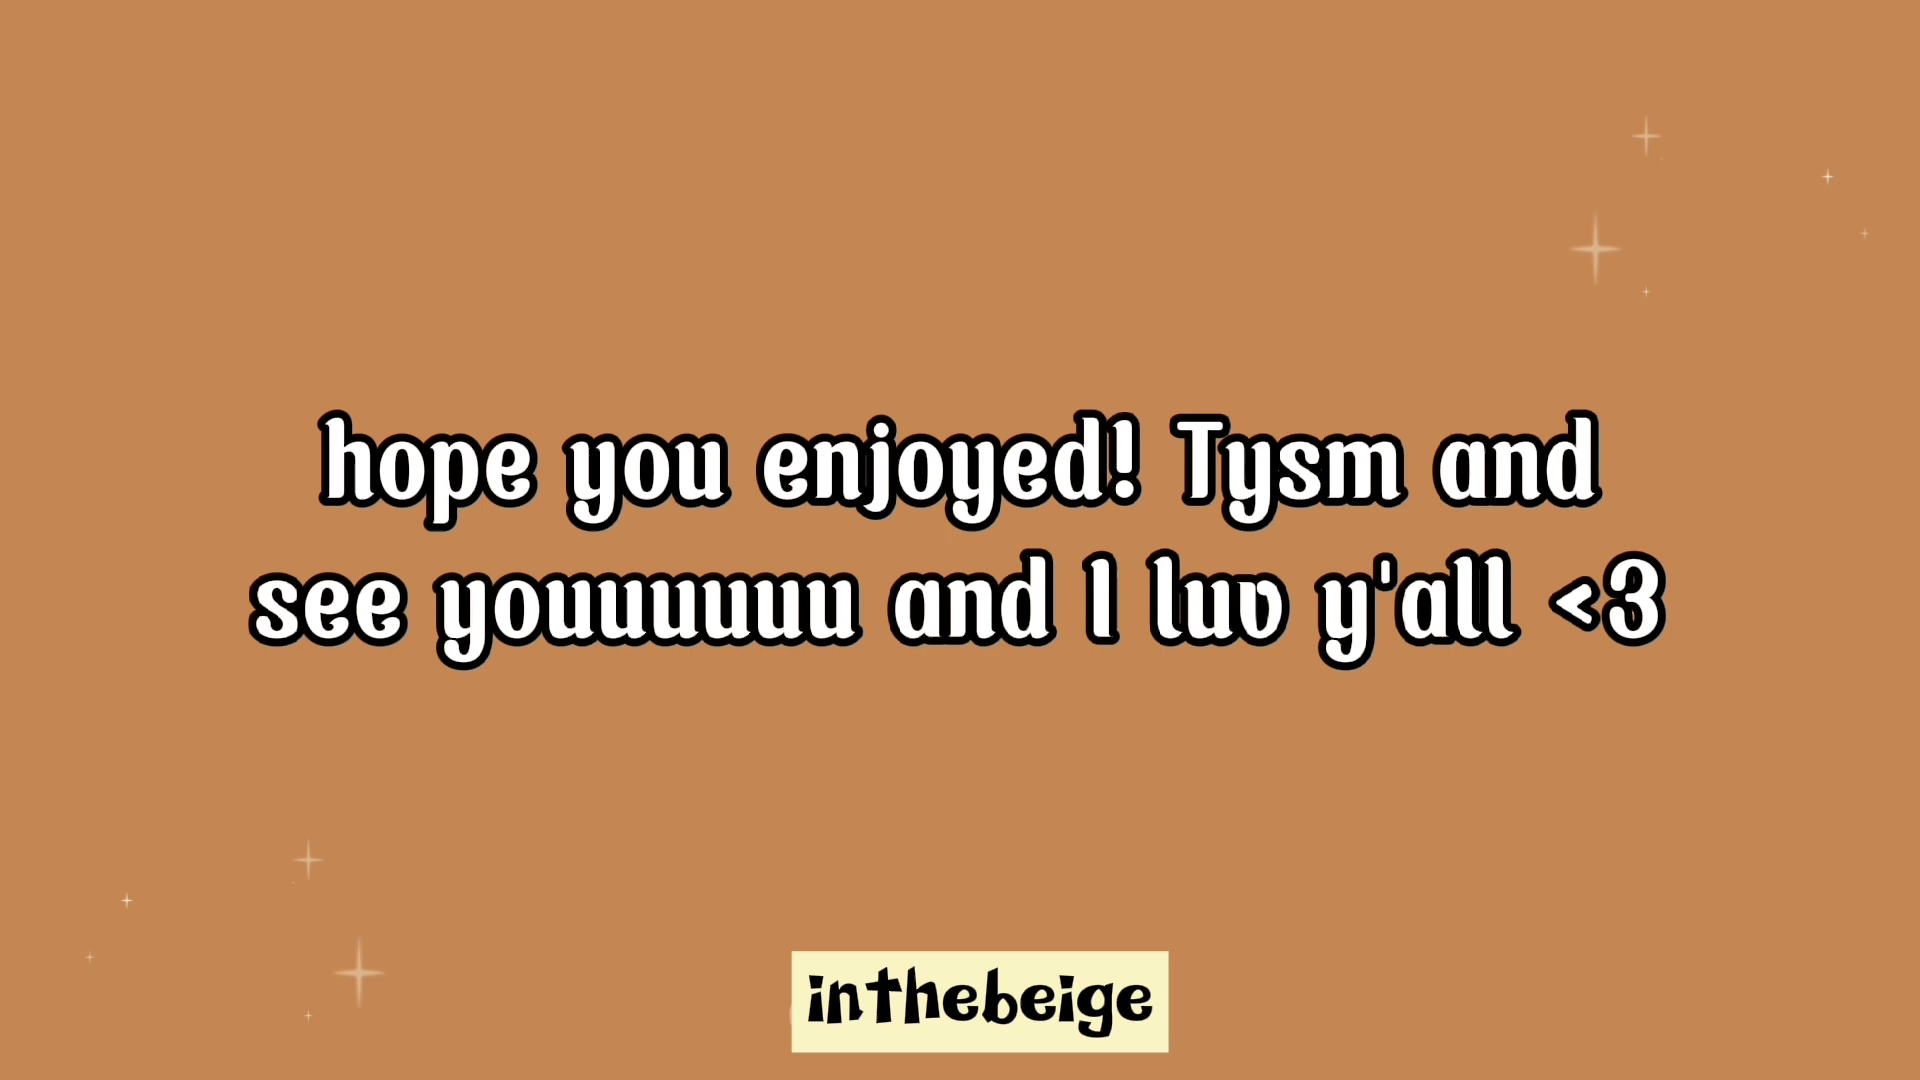 hope you enjoyed! Tysm and
see youuuuuu and I luv y'all <3
inthebeige